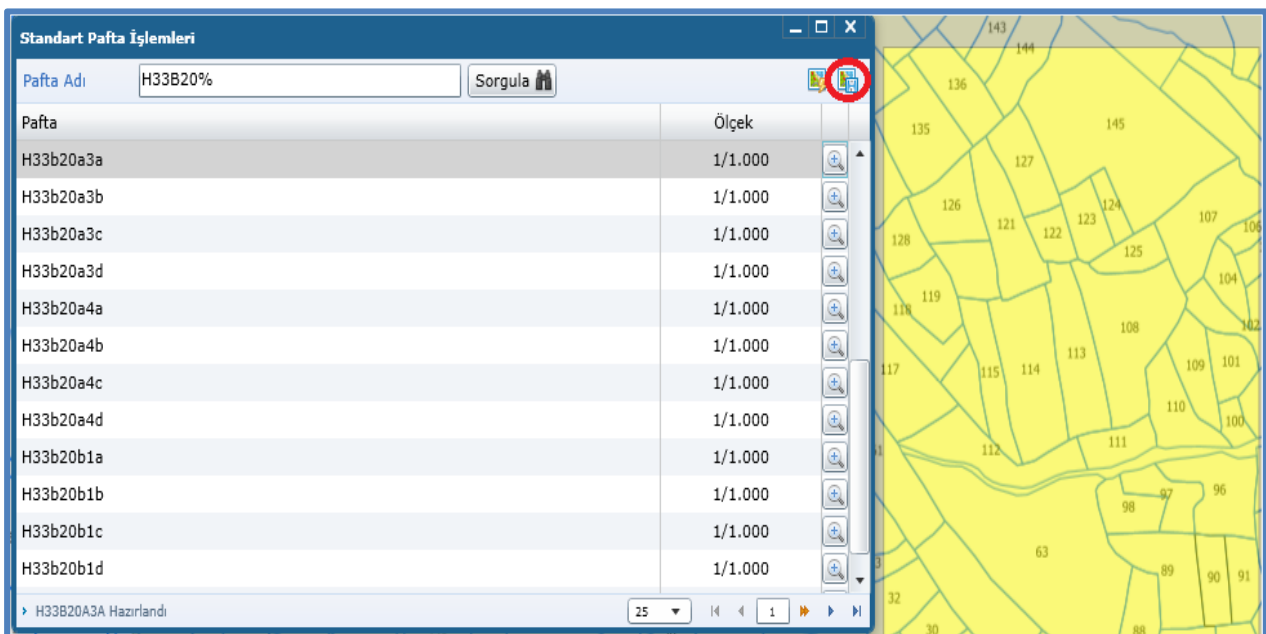 Standart Pafta İşlemleri
Pafta Adı H33B20% Sorgula
Pafta Ölçek
H33b20a3a 1/1.000
H33b20a3b 1/1.000
H33b20a3c 1/1.000
H33b20a3d 1/1.000
H33b20a4a 1/1.000
H33b20a4b 1/1.000
H33b20a4c 1/1.000
H33b20a4d 1/1.000
H33b20b1a 1/1.000
H33b20b1b 1/1.000
H33b20b1c 1/1.000
H33b20b1d 1/1.000
H33B20A3A Hazırlandı 25 1
143
144
136
135 145
127
126 124
121 122 123 107 106
128 125
104
118 119
108 102
113
117 115 114 109 101
110 100
111
112
96
97
98
63
89 90 91
32
30 88